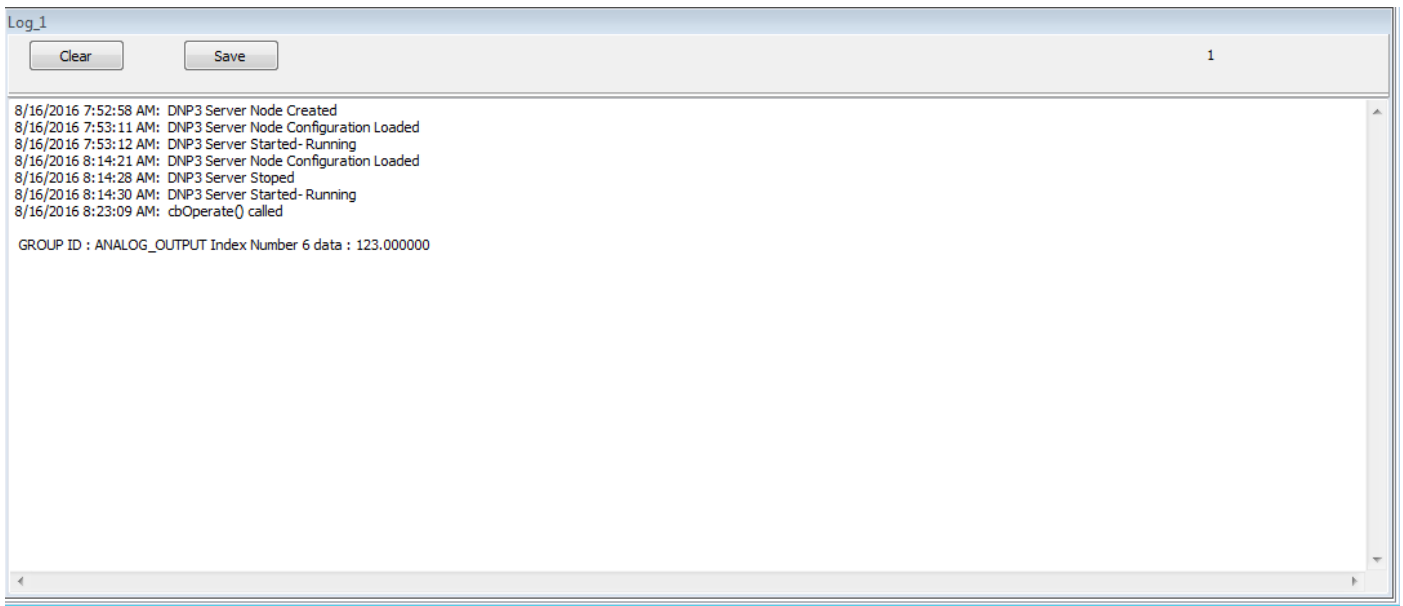 Log_1
Clear Save 1
8/16/2016 7:52:58 AM: DNP3 Server Node Created
8/16/2016 7:53:11 AM: DNP3 Server Node Configuration Loaded
8/16/2016 7:53:12 AM: DNP3 Server Started- Running
8/16/2016 8:14:21 AM: DNP3 Server Node Configuration Loaded
8/16/2016 8:14:28 AM: DNP3 Server Stoped
8/16/2016 8:14:30 AM: DNP3 Server Started- Running
8/16/2016 8:23:09 AM: cbOperate() called
GROUP ID : ANALOG_OUTPUT Index Number 6 data : 123.000000